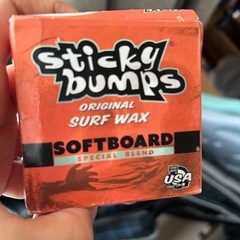 sticky
bumps
ORIGINAL
SURF WAX
SOFTBOARD
SPECIAL BLEND
USA